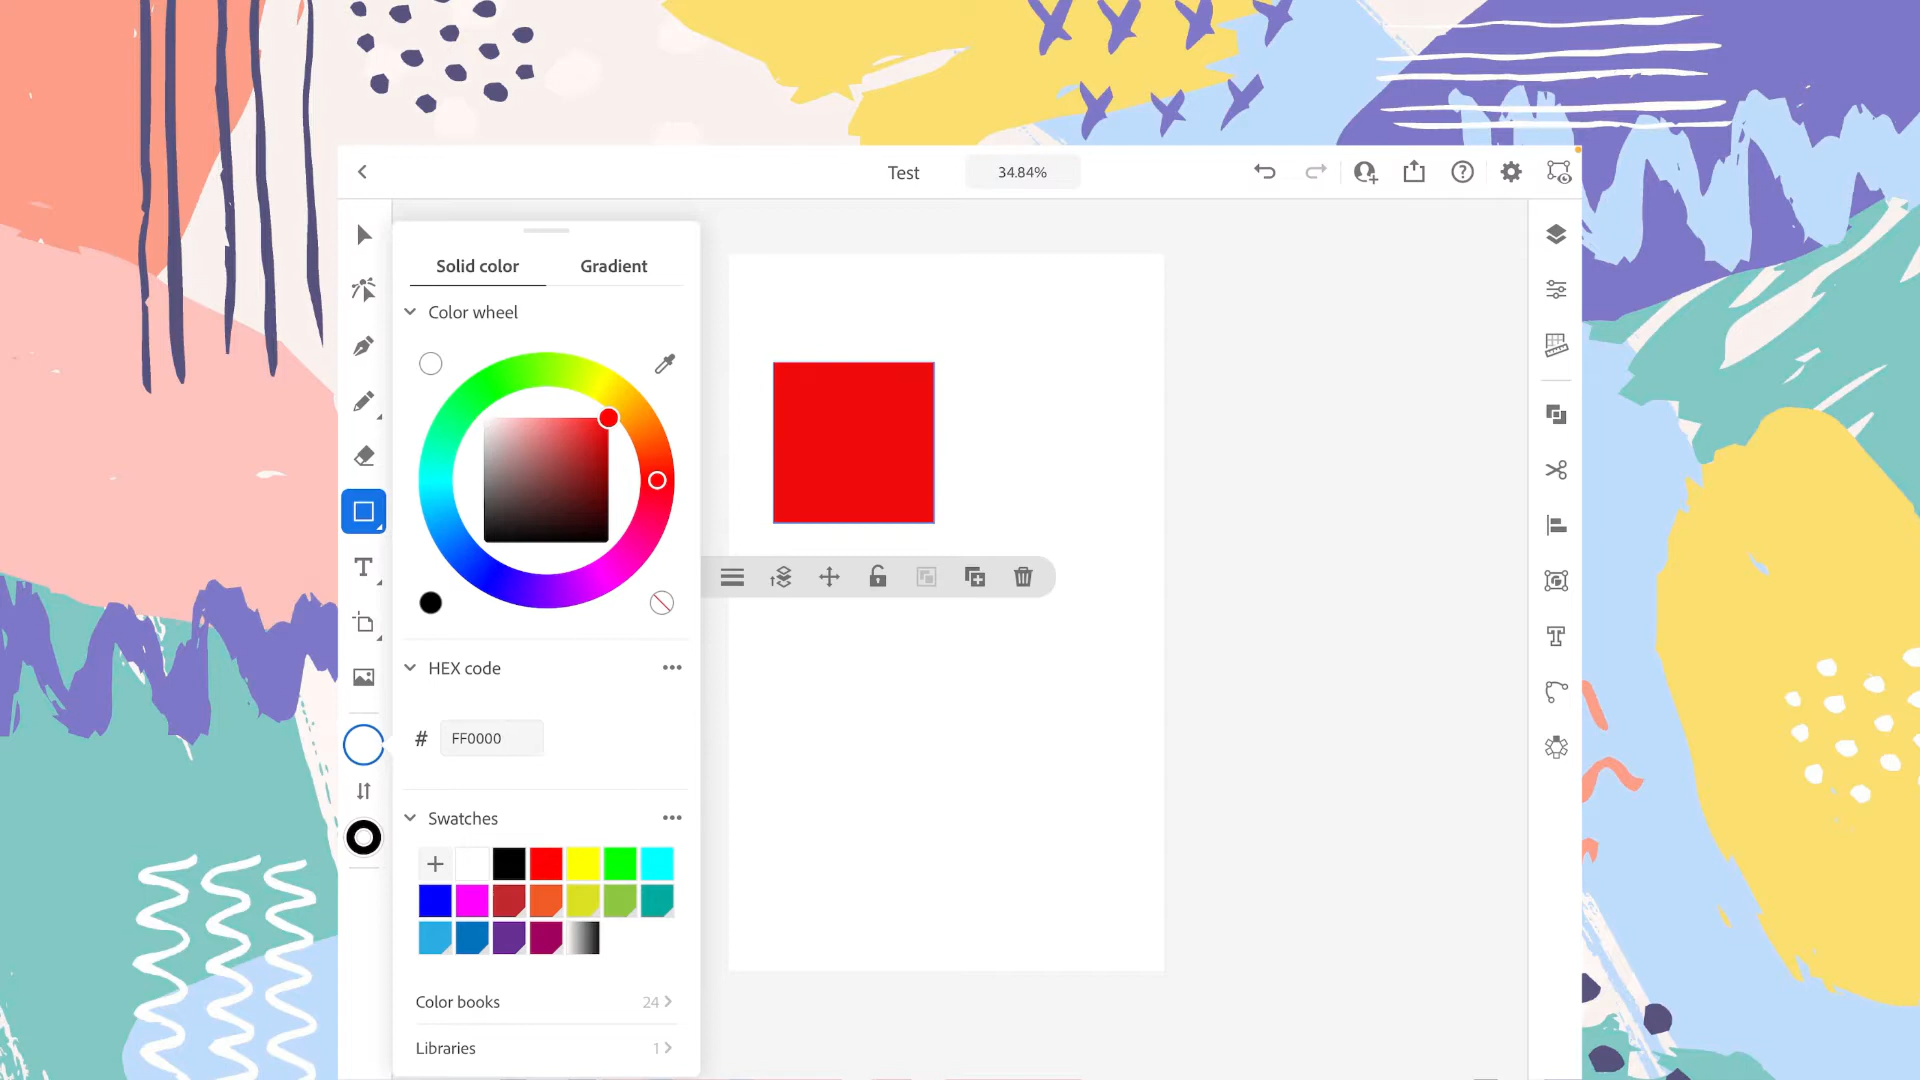 Test
34.84%
Solid color
Gradient
Color wheel
HEX code
# FF0000
Swatches
Color books
24
Libraries
1